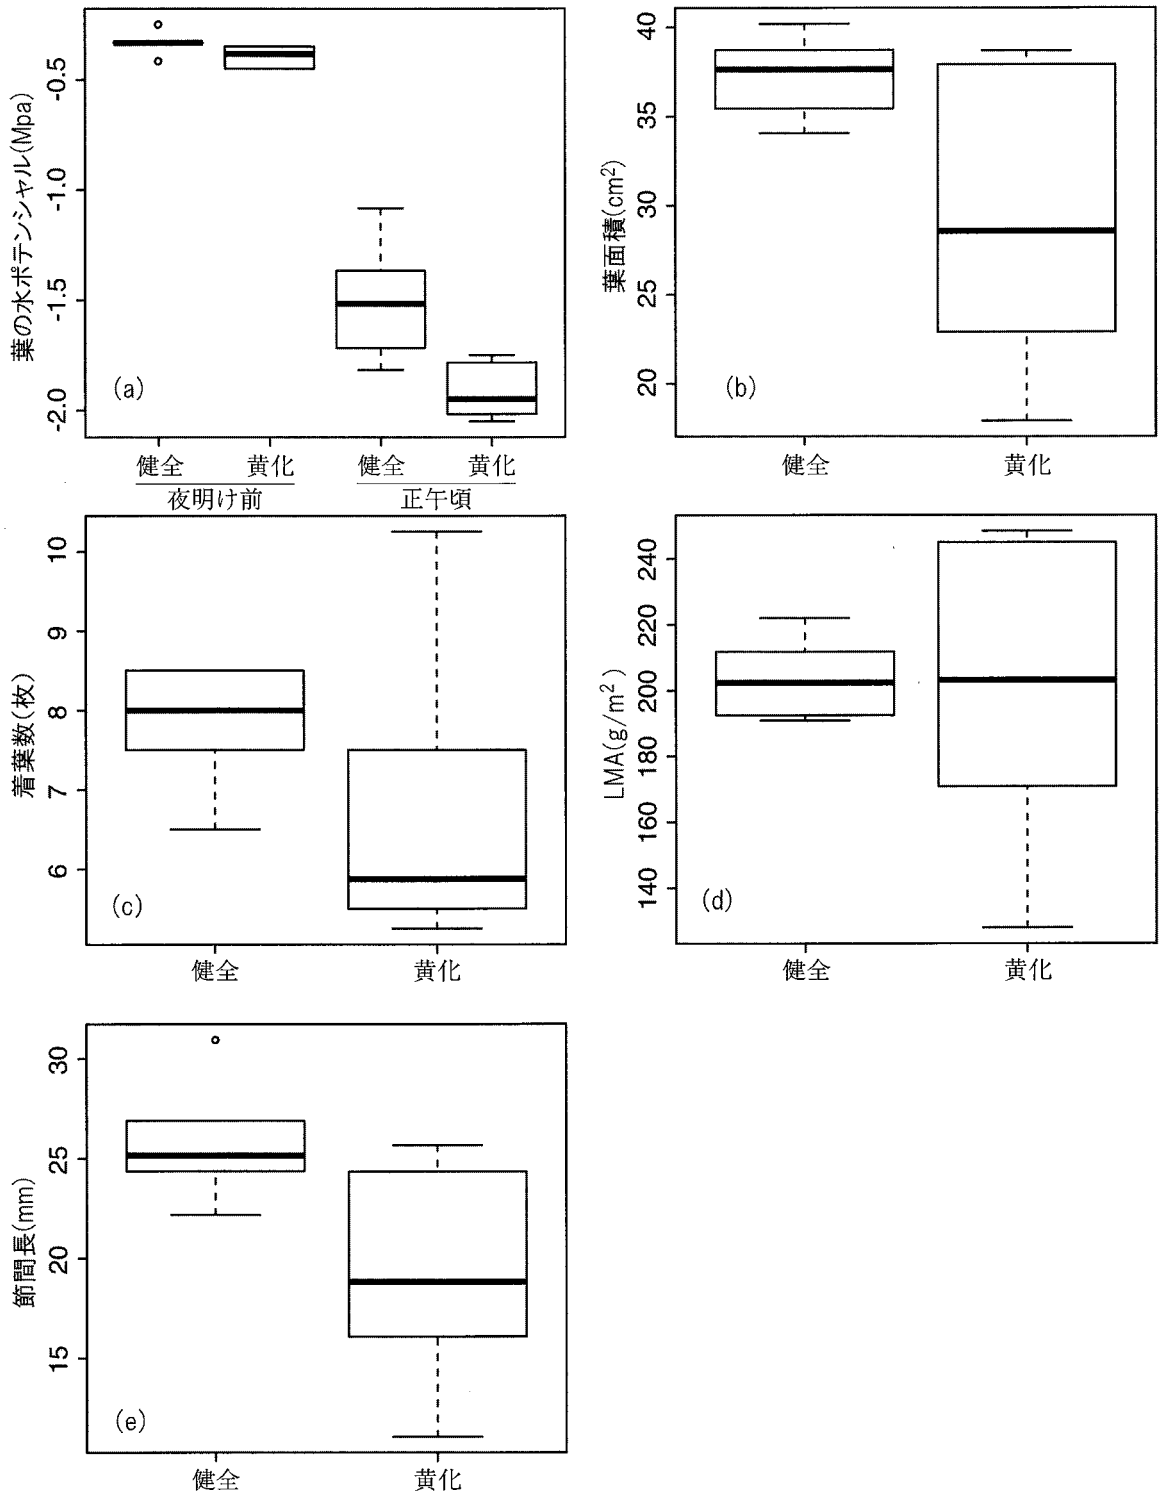 葉の水ポテンシャル(Mpa)
-0.5
-1.0
-1.5
-2.0
(a)
健全 黄化 健全 黄化
夜明け前 正午頃
葉面積(cm²)
40
35
30
25
20
(b)
健全 黄化
着葉数(枚)
10
9
8
7
6
(c)
健全 黄化
LMA(g/m²)
240
220
200
180
160
140
(d)
健全 黄化
節間長(mm)
30
25
20
15
(e)
健全 黄化